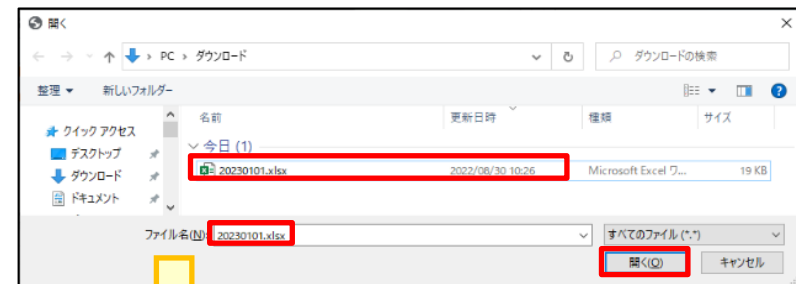 開く
PC › ダウンロード
ダウンロードの検索
整理 新しいフォルダー
名前 更新日時 種類 サイズ
クイック アクセス
今日 (1)
デスクトップ
20230101.xlsx 2022/08/30 10:26 Microsoft Excel ワ... 19 KB
ダウンロード
ドキュメント
ファイル名(N): 20230101.xlsx すべてのファイル (*.*)
開く(O) キャンセル